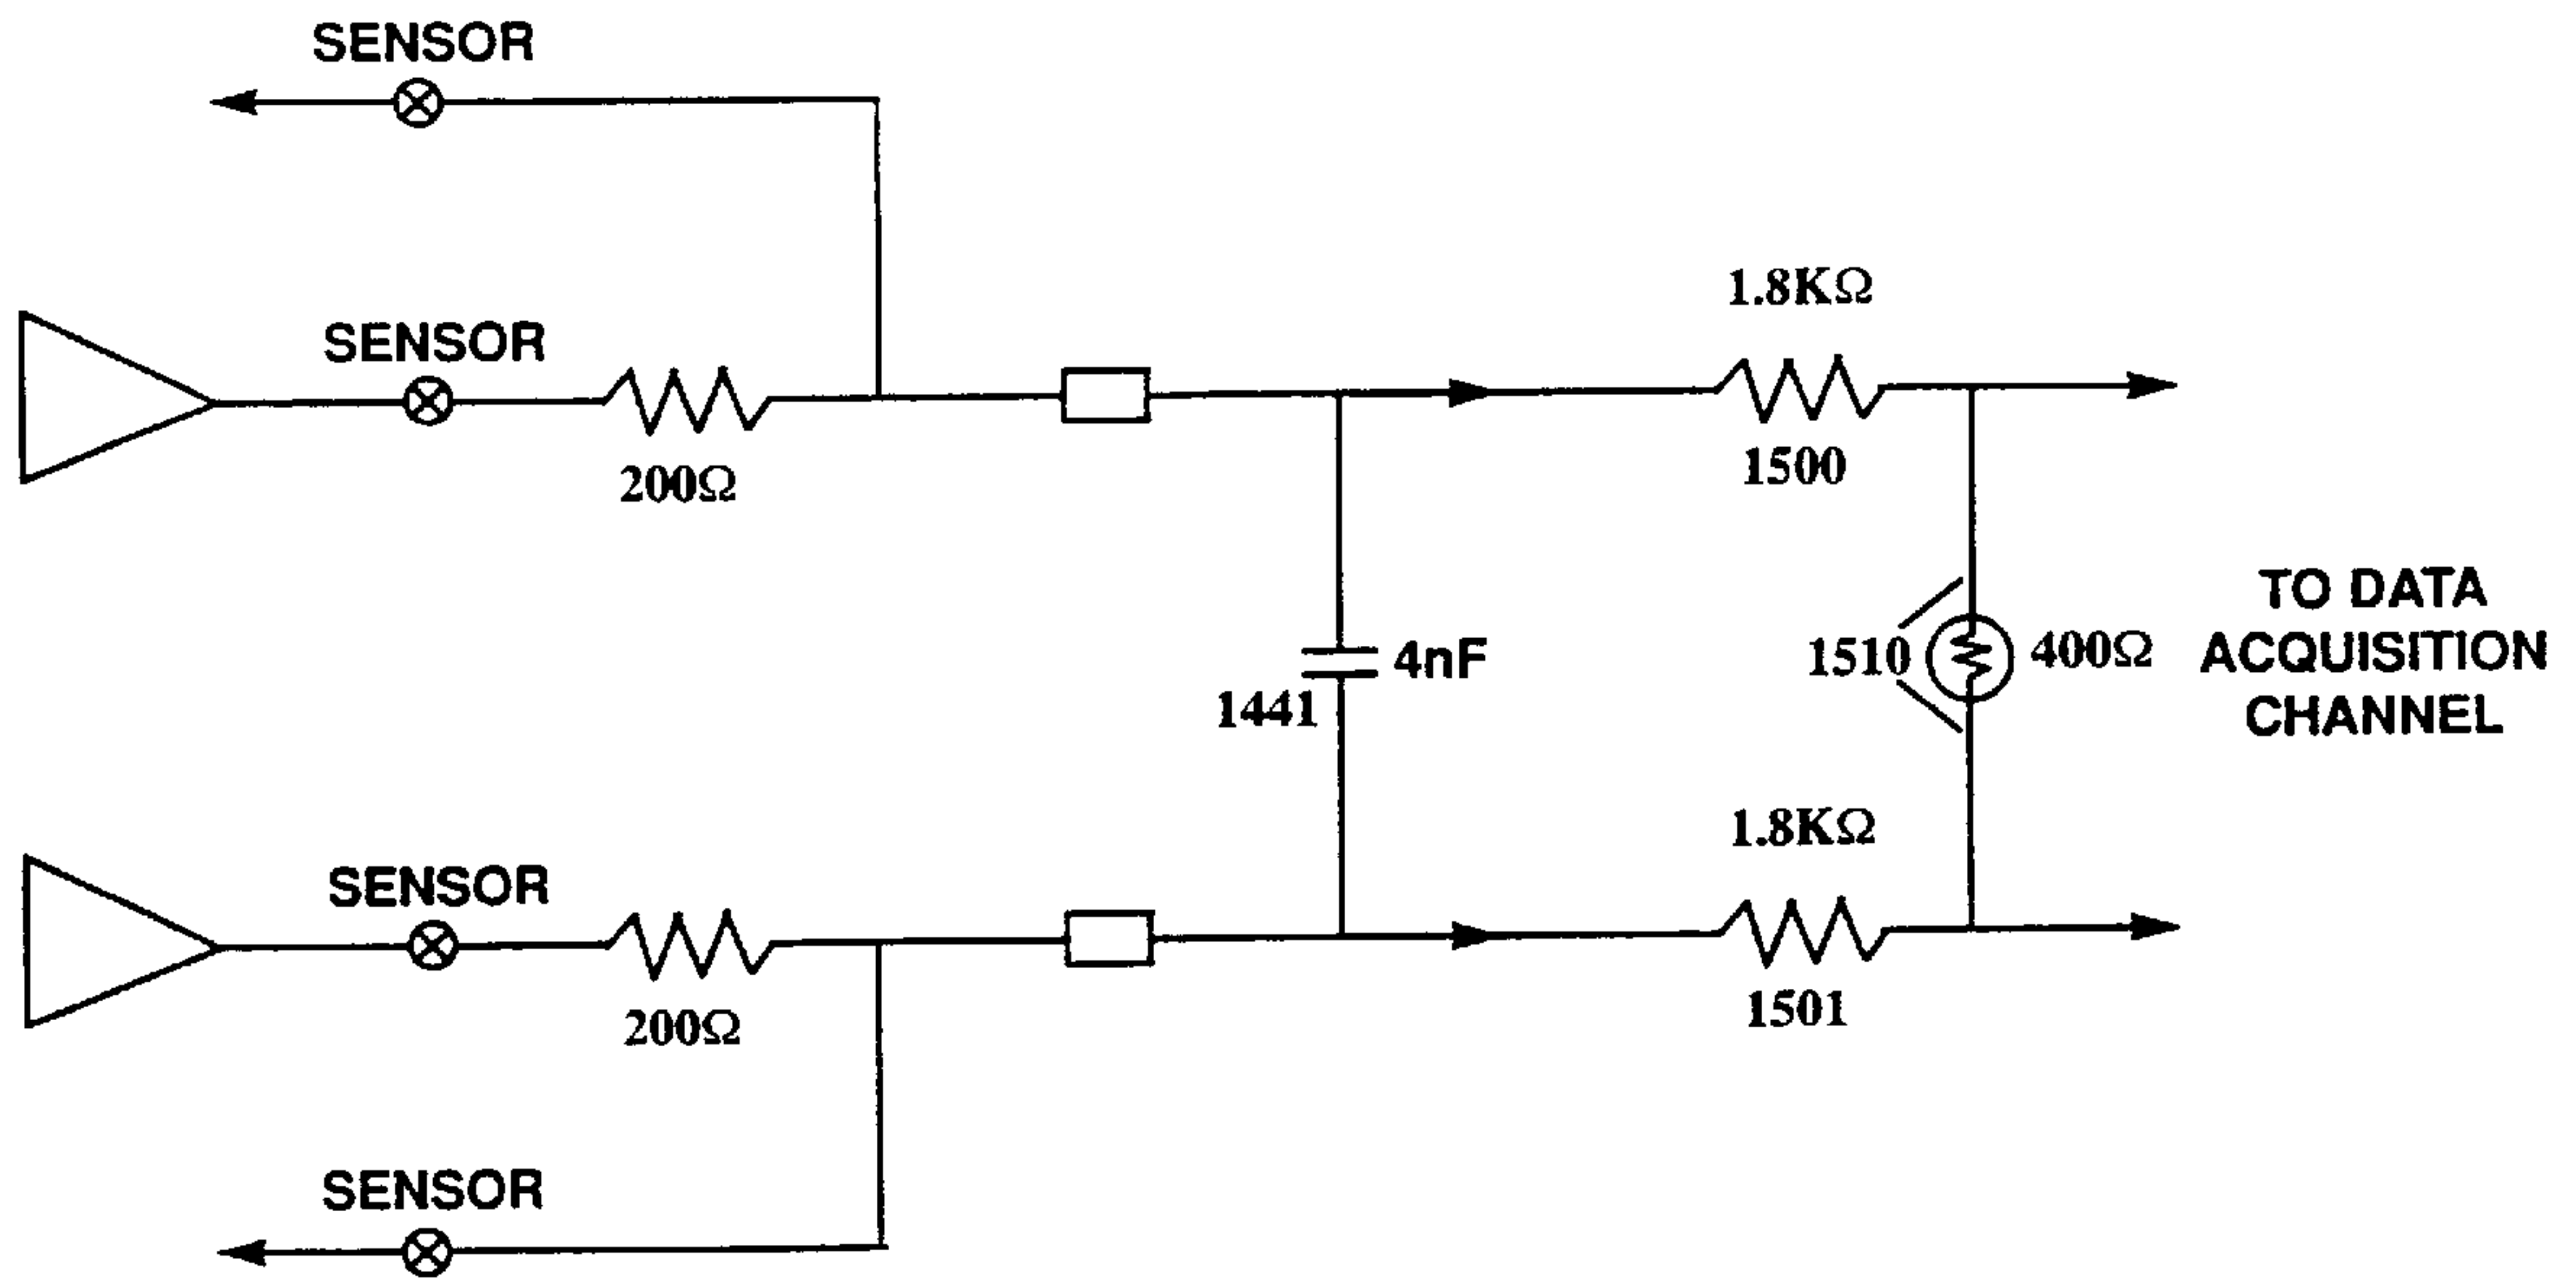 SENSOR
SENSOR
200Ω
1.8KΩ
1500
4nF
1441
1510
400Ω
TO DATA
ACQUISITION
CHANNEL
1.8KΩ
1501
SENSOR
200Ω
SENSOR